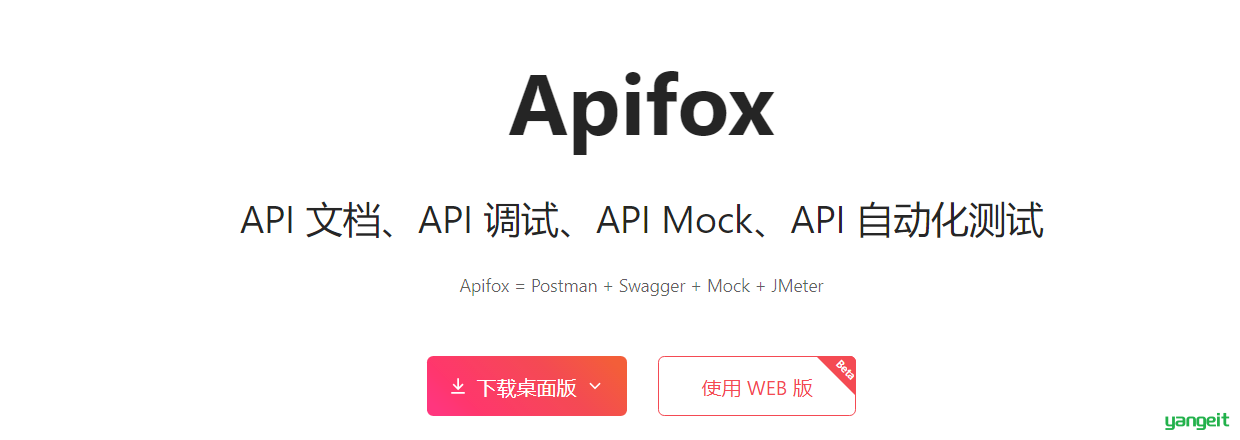 Apifox
API 文档、API 调试、API Mock、API 自动化测试
Apifox = Postman + Swagger + Mock + JMeter
下载桌面版
使用 WEB 版
Beta
yangeit